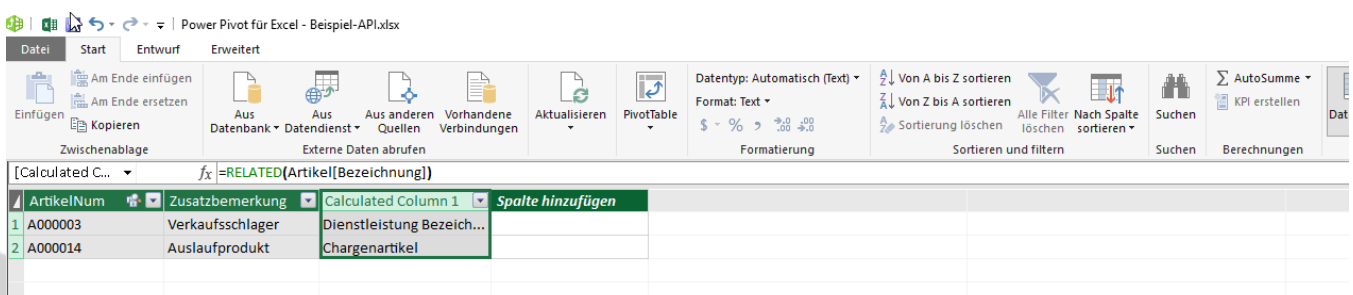 Power Pivot für Excel - Beispiel-API.xlsx
Datei Start Entwurf Erweitert
Einfügen
Am Ende einfügen
Am Ende ersetzen
Kopieren
Zwischenablage
Aus Datenbank
Aus Datendienst
Aus anderen Quellen
Vorhandene Verbindungen
Externe Daten abrufen
Aktualisieren
PivotTable
Datentyp: Automatisch (Text)
Format: Text
$ - % , .00 .00
Formatierung
Von A bis Z sortieren
Von Z bis A sortieren
Sortierung löschen
Alle Filter löschen
Nach Spalte sortieren
Sortieren und filtern
Suchen
Suchen
AutoSumme
KPI erstellen
Berechnungen
Dat
[Calculated C... fx =RELATED(Artikel[Bezeichnung])
ArtikelNum Zusatzbemerkung Calculated Column 1 Spalte hinzufügen
1 A000003 Verkaufsschlager Dienstleistung Bezeich...
2 A000014 Auslaufprodukt Chargenartikel